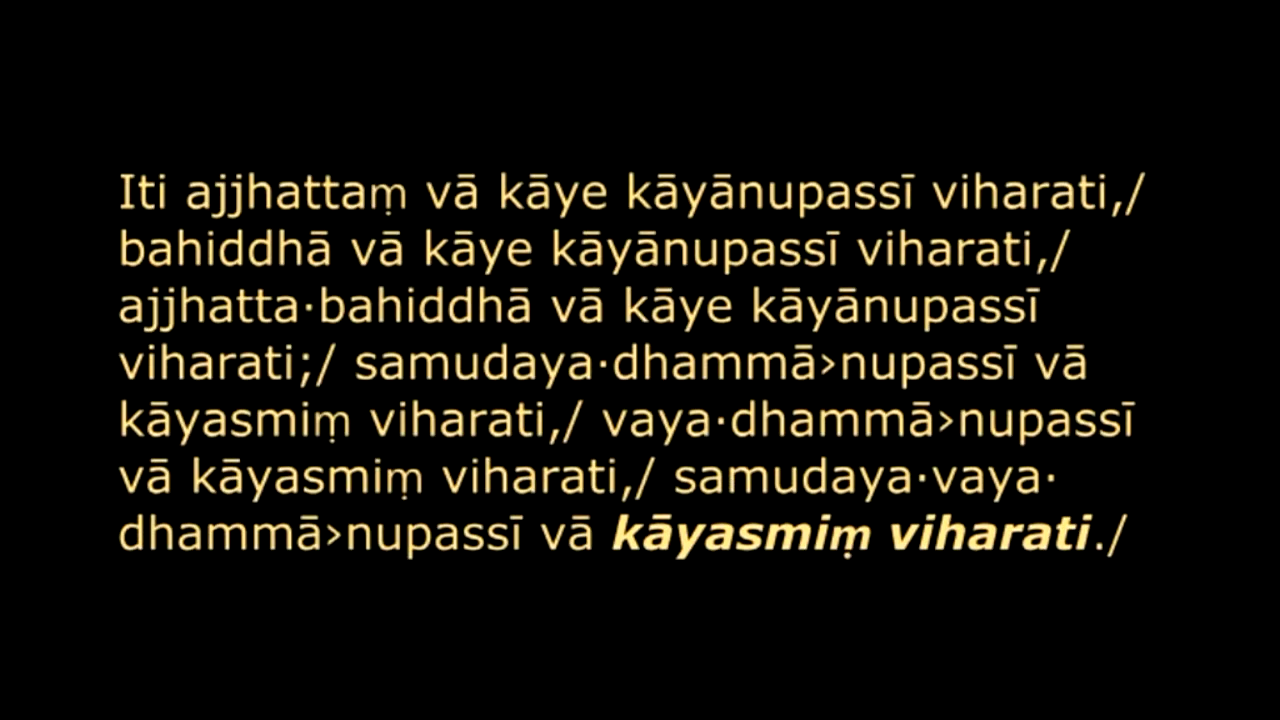 Iti ajjhattaṃ vā kāye kāyānupassī viharati,/
bahiddhā vā kāye kāyānupassī viharati,/
ajjhatta·bahiddhā vā kāye kāyānupassī
viharati;/ samudaya·dhammā›nupassī vā
kāyasmiṃ viharati,/ vaya·dhammā›nupassī
vā kāyasmiṃ viharati,/ samudaya·vaya·
dhammā›nupassī vā kāyasmiṃ viharati./